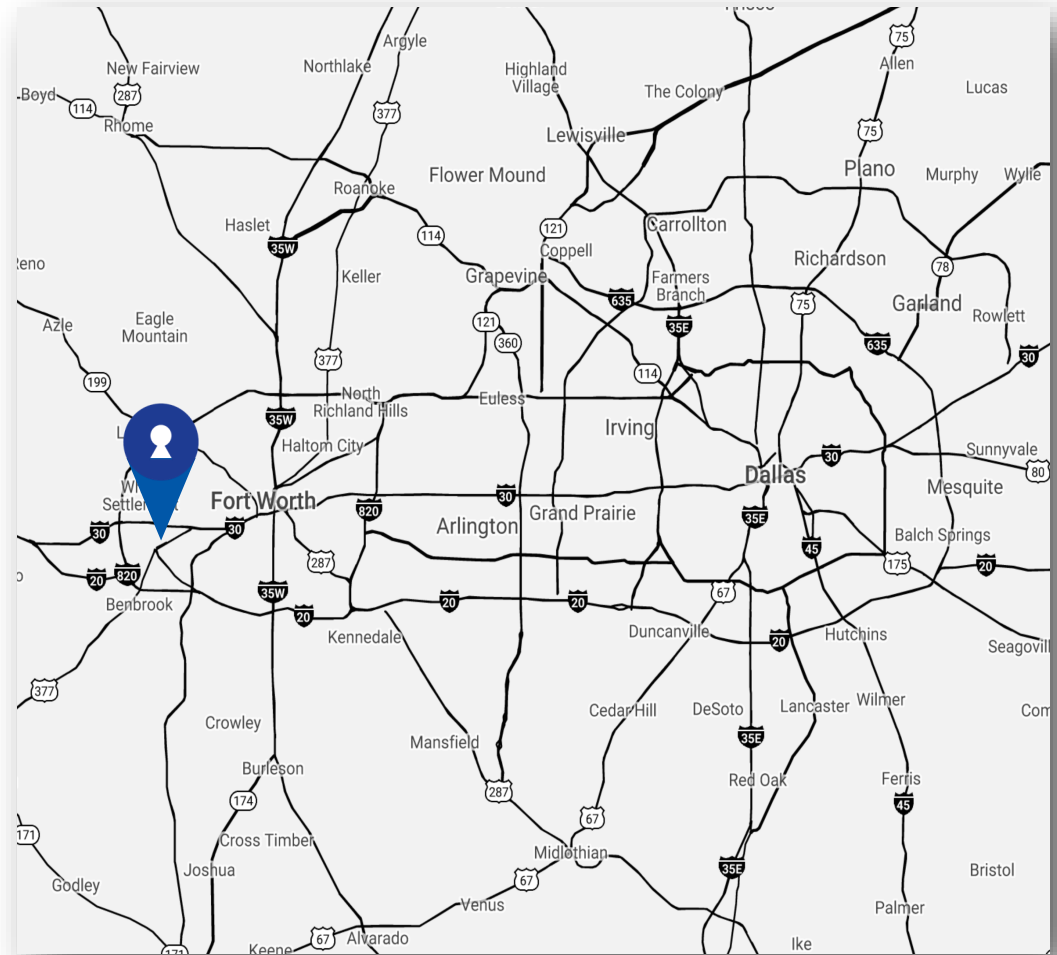 Argyle
75
New Fairview
Northlake
Allen
Highland
Village
Boyd
287
The Colony
Lucas
114
377
Rhome
Lewisville
75
Plano
Flower Mound
Murphy
Wylie
Roanoke
Haslet
114
121
Carrollton
35W
Coppell
Richardson
78
Keller
Grapevine
Farmers
Branch
635
75
Garland
Azle
Eagle
Mountain
121
35E
Rowlett
360
635
377
30
199
114
North
Richland Hills
Euless
35W
Irving
Haltom City
30
Sunnyvale
80
Dallas
Mesquite
Fort Worth
30
820
Grand Prairie
35E
30
30
Arlington
Balch Springs
45
287
175
20
820
20
35W
67
Benbrook
20
20
20
Kennedale
Duncanville
20
Hutchins
377
Cedar Hill
DeSoto
Lancaster
Wilmer
Crowley
35E
Mansfield
Burleson
Red Oak
Ferris
287
174
45
67
171
Cross Timber
Midlothian
Joshua
35E
Bristol
Godley
67
Venus
Palmer
67
Alvarado
Ike
Keene
171